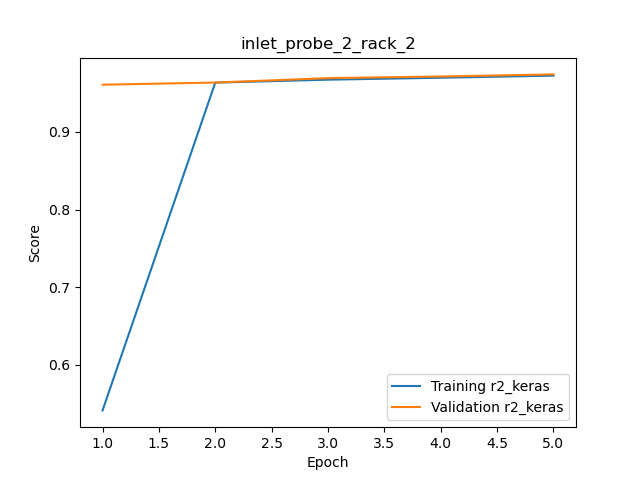 inlet_probe_2_rack_2
Score
0.9
0.8
0.7
0.6
Training r2_keras
Validation r2_keras
1.0 1.5 2.0 2.5 3.0 3.5 4.0 4.5 5.0
Epoch